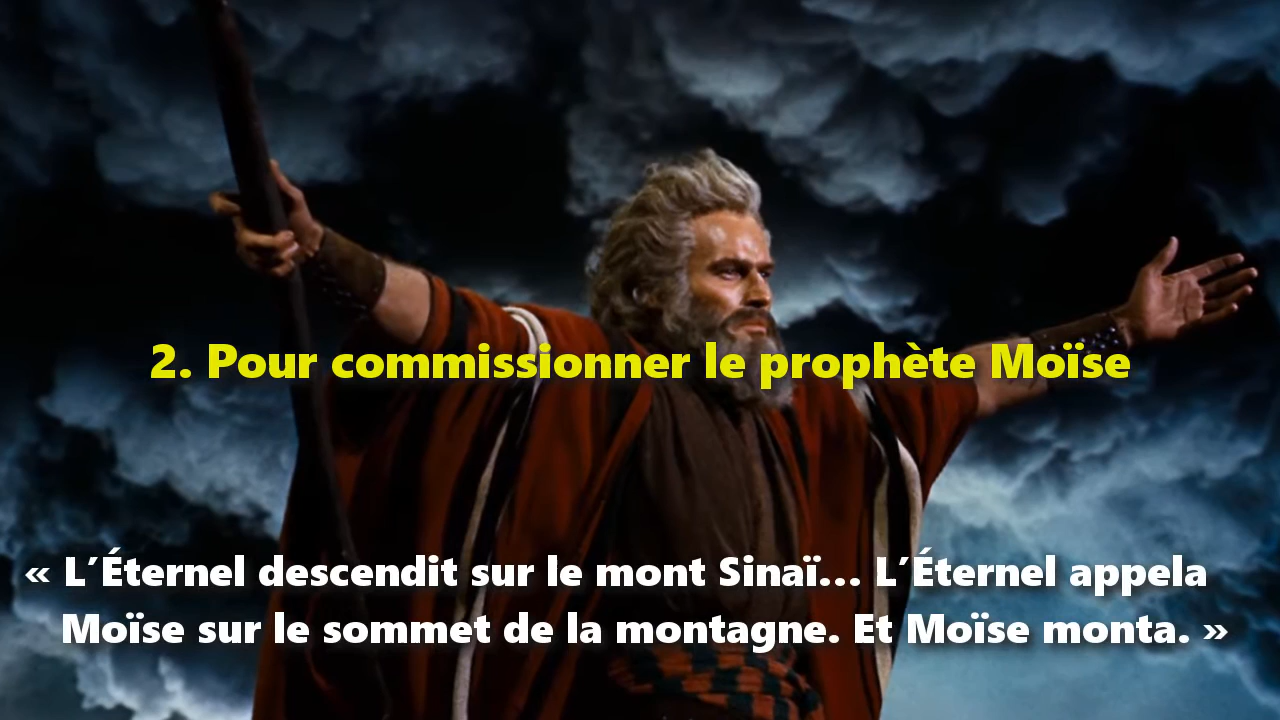 2. Pour commissionner le prophète Moïse
« L´Éternel descendit sur le mont Sinaï… L´Éternel appela
Moïse sur le sommet de la montagne. Et Moïse monta. »